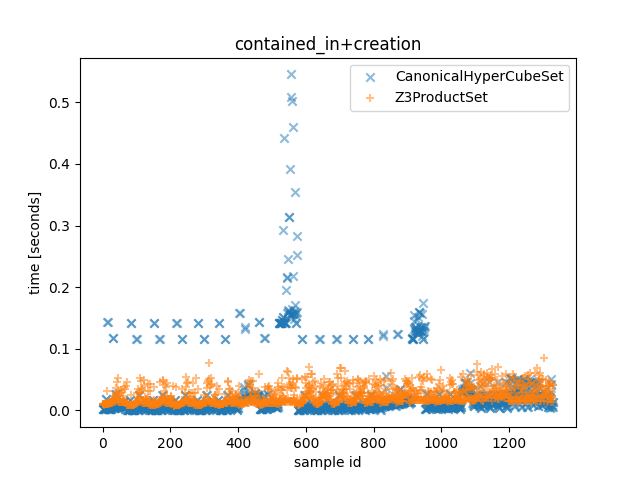 contained_in+creation
CanonicalHyperCubeSet
Z3ProductSet
time [seconds]
0.5
0.4
0.3
0.2
0.1
0.0
0 200 400 600 800 1000 1200
sample id